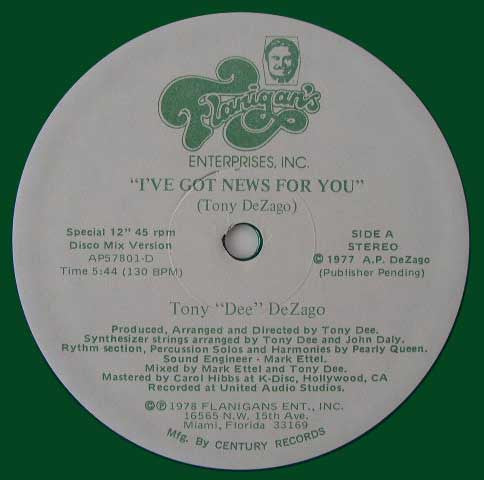 Flanigan's
ENTERPRISES, INC.
"I'VE GOT NEWS FOR YOU"
(Tony DeZago)
Special 12" 45 rpm
Disco Mix Version
AP57801-D
Time 5:44 (130 BPM)
SIDE A
STEREO
Ⓟ 1977 A.P. DeZago
(Publisher Pending)
Tony "Dee" DeZago
Produced, Arranged and Directed by Tony Dee.
Synthesizer strings arranged by Tony Dee and John Daly.
Rythm section, Percussion Solos and Harmonies by Pearly Queen.
Sound Engineer - Mark Ettel.
Mixed by Mark Ettel and Tony Dee.
Mastered by Carol Hibbs at K-Disc, Hollywood, CA
Recorded at United Audio Studios.
©Ⓟ 1978 FLANIGANS ENT., INC.
16565 N.W. 15th Ave.
Miami, Florida 33169
Mfg. By CENTURY RECORDS